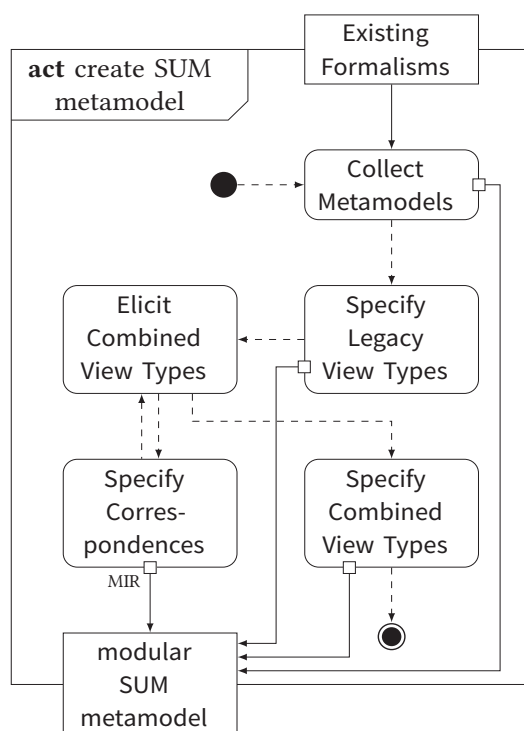 Existing
Formalisms
act create SUM
metamodel
Collect
Metamodels
Elicit
Combined
View Types
Specify
Legacy
View Types
Specify
Corres-
pondences
Specify
Combined
View Types
MIR
modular
SUM
metamodel